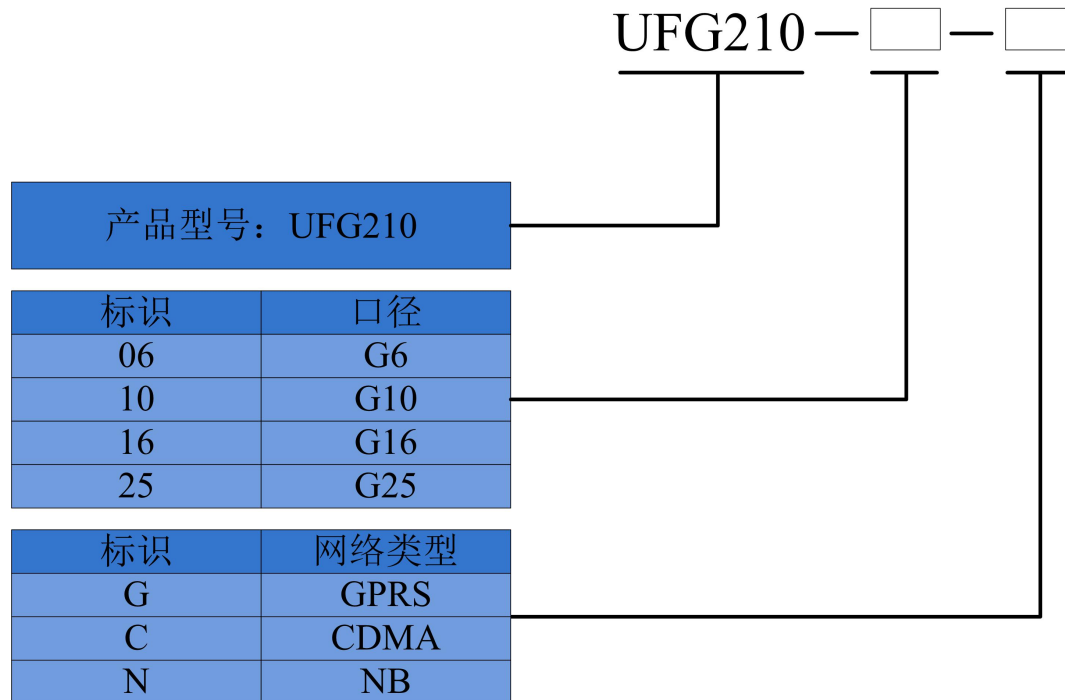 UFG210—□—□
产品型号：UFG210
标识 口径
06 G6
10 G10
16 G16
25 G25
标识 网络类型
G GPRS
C CDMA
N NB